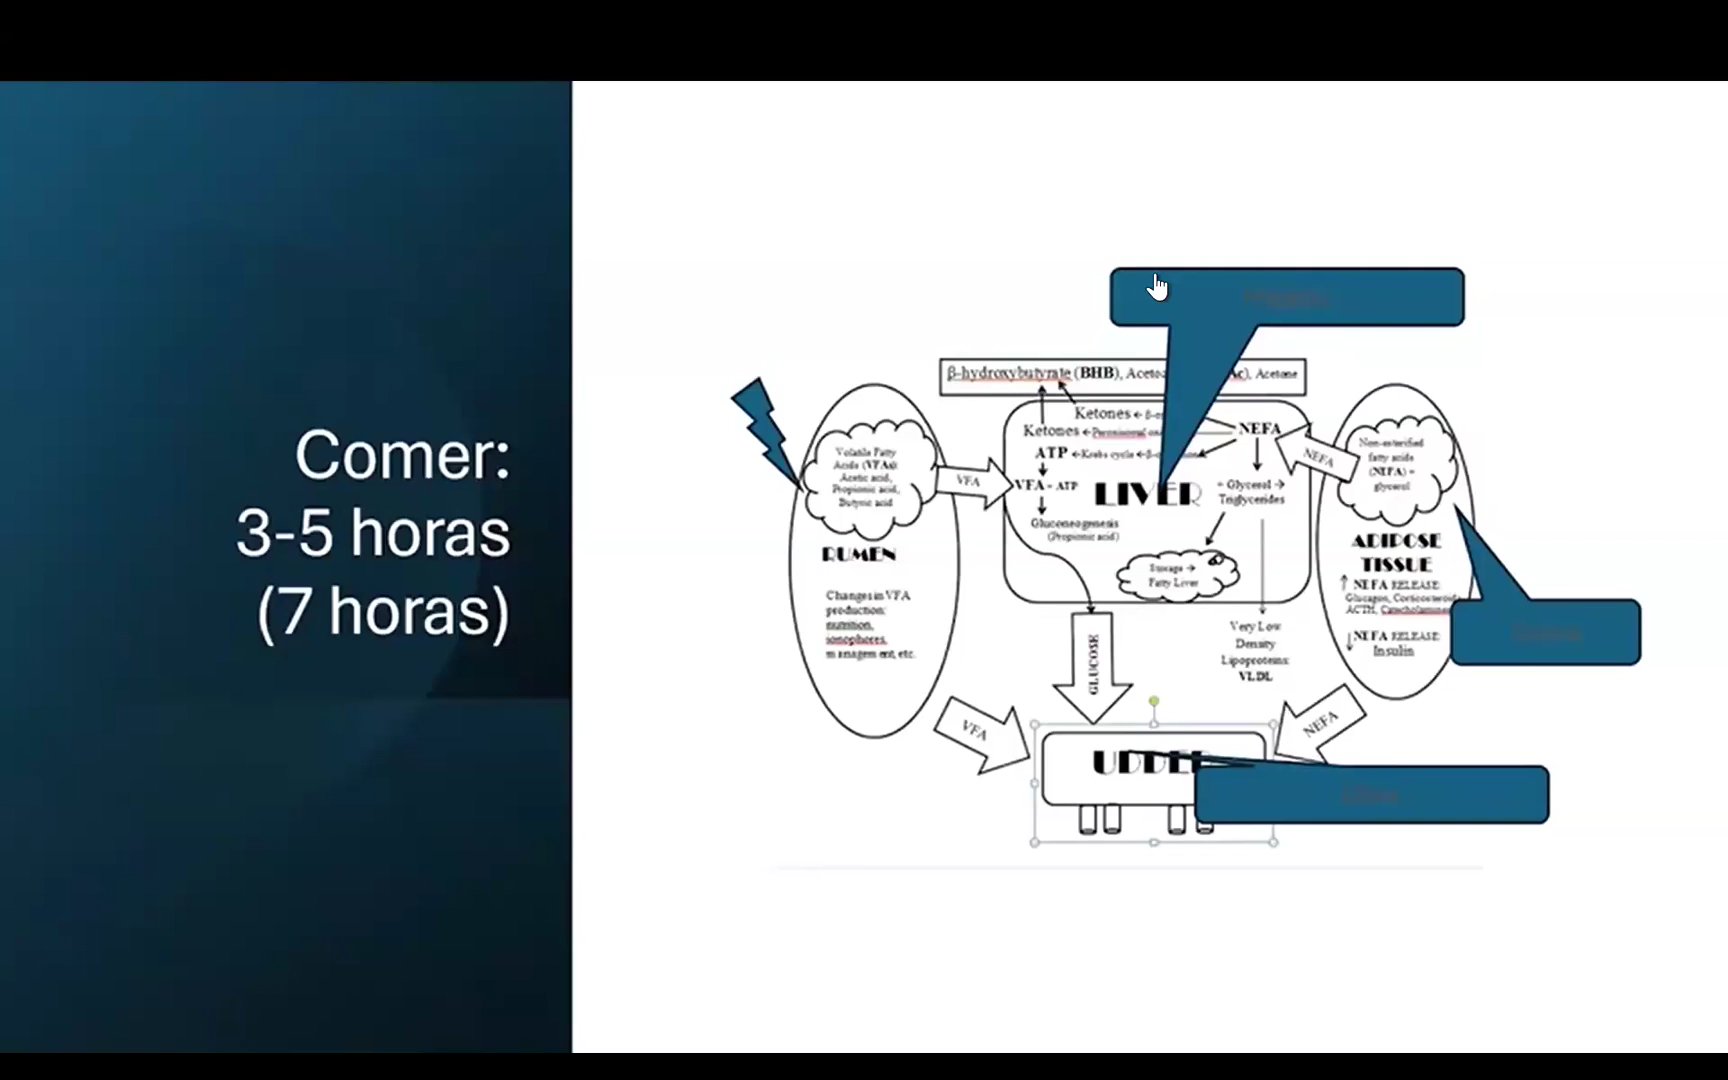 Comer:
3-5 horas
(7 horas)
β-hydroxybutyrate (BHB), Acetoa
Ac), Acetone
Ketones
NEFA
Ketones
ATP
Krebs cycle
VFA
ATP
LIVER
Glycerol →
Triglycerides
Gluconeogenesis
(Propionic acid)
Storage →
Fatty Liver
Volatile Fatty
Acids (VFAs):
Acetic acid,
Propionic acid,
Butyric acid
RUMEN
Changes in VFA
production:
nutrition,
ionophores,
management, etc.
VFA
NEFA
Non-esterified
fatty acids
(NEFA) +
glycerol
ADIPOSE
TISSUE
↑ NEFA RELEASE:
Glucagon, Corticosteroids
ACTH, Catecholamines
↓ NEFA RELEASE:
Insulin
GLUCOSE
Very Low
Density
Lipoproteins:
VLDL
VFA
NEFA
UDDER